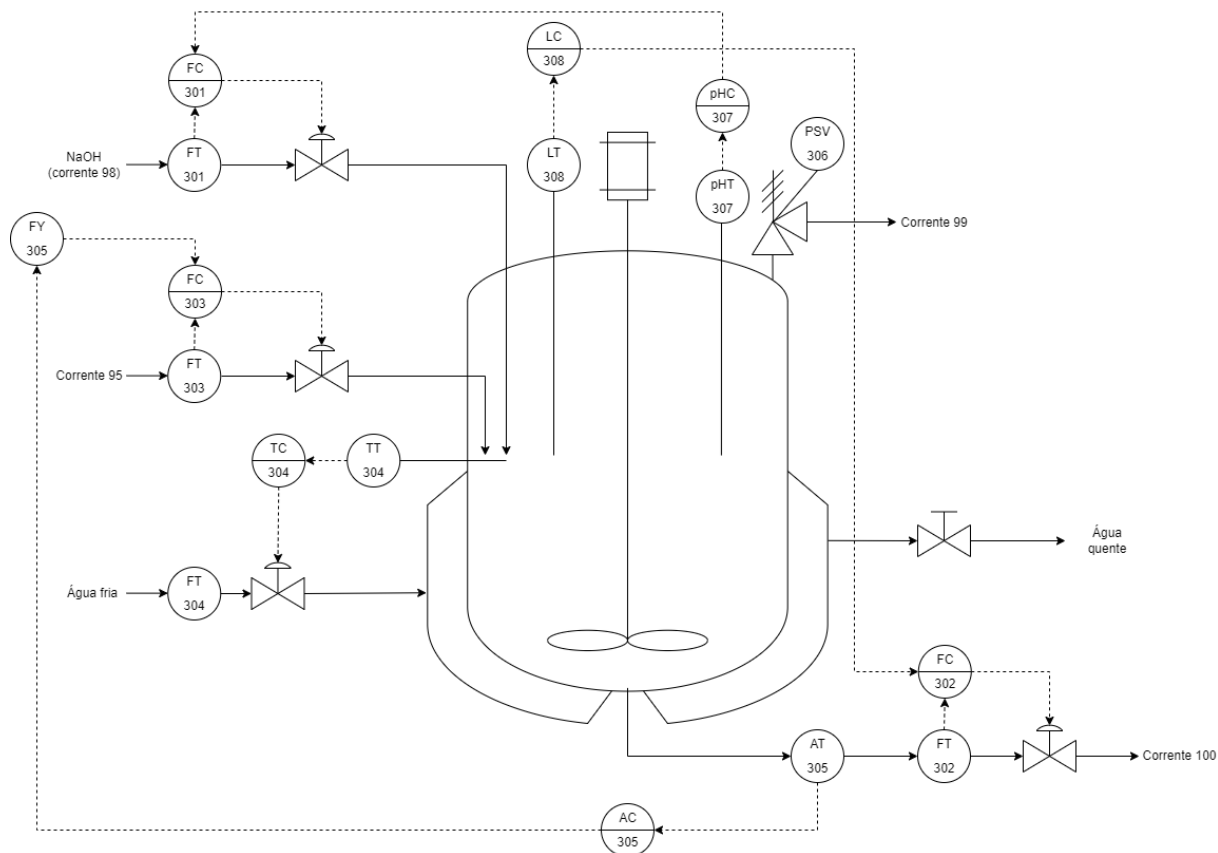 LC
308
FC
301
pHC
307
PSV
306
NaOH
(corrente 98)
FT
301
LT
308
pHT
307
Corrente 99
FY
305
FC
303
Corrente 95
FT
303
TC
304
TT
304
Água
quente
Água fria
FT
304
FC
302
AT
305
FT
302
Corrente 100
AC
305